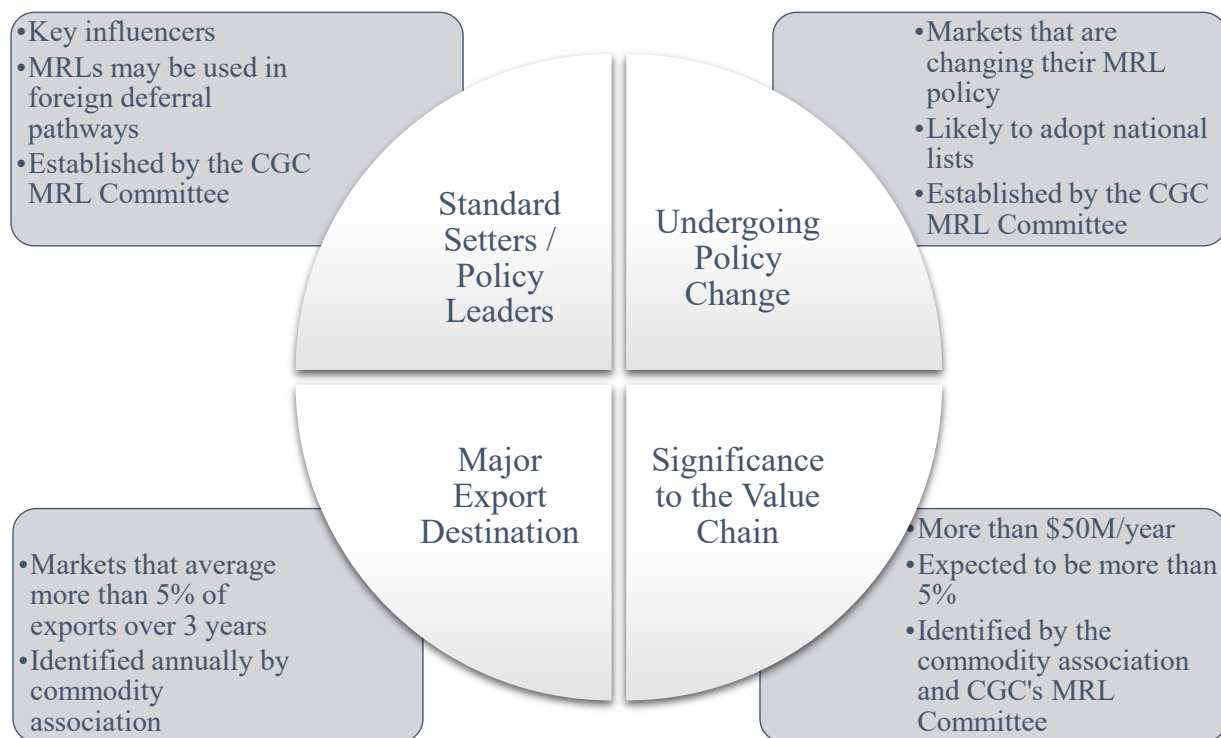 •Key influencers
•MRLs may be used in
foreign deferral
pathways
•Established by the CGC
MRL Committee
•Markets that are
changing their MRL
policy
•Likely to adopt national
lists
•Established by the CGC
MRL Committee
Standard
Setters /
Policy
Leaders
Undergoing
Policy
Change
Major
Export
Destination
Significance
to the Value
Chain
•Markets that average
more than 5% of
exports over 3 years
•Identified annually by
commodity
association
•More than $50M/year
•Expected to be more than
5%
•Identified by the
commodity association
and CGC's MRL
Committee